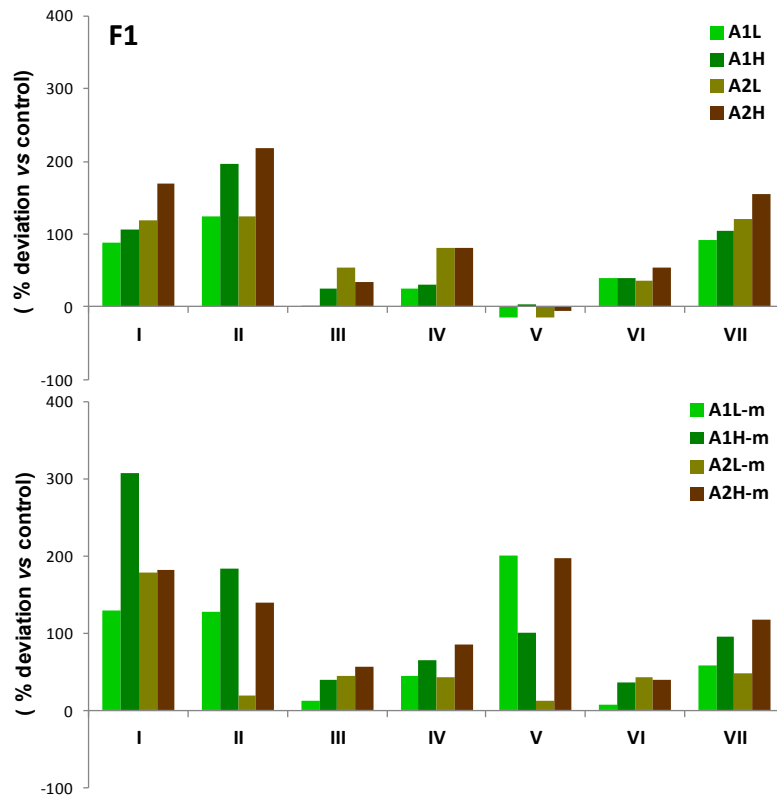 F1
( % deviation vs control)
400
300
200
100
0
-100
A1L
A1H
A2L
A2H
I II III IV V VI VII
( % deviation vs control)
400
300
200
100
0
-100
A1L-m
A1H-m
A2L-m
A2H-m
I II III IV V VI VII